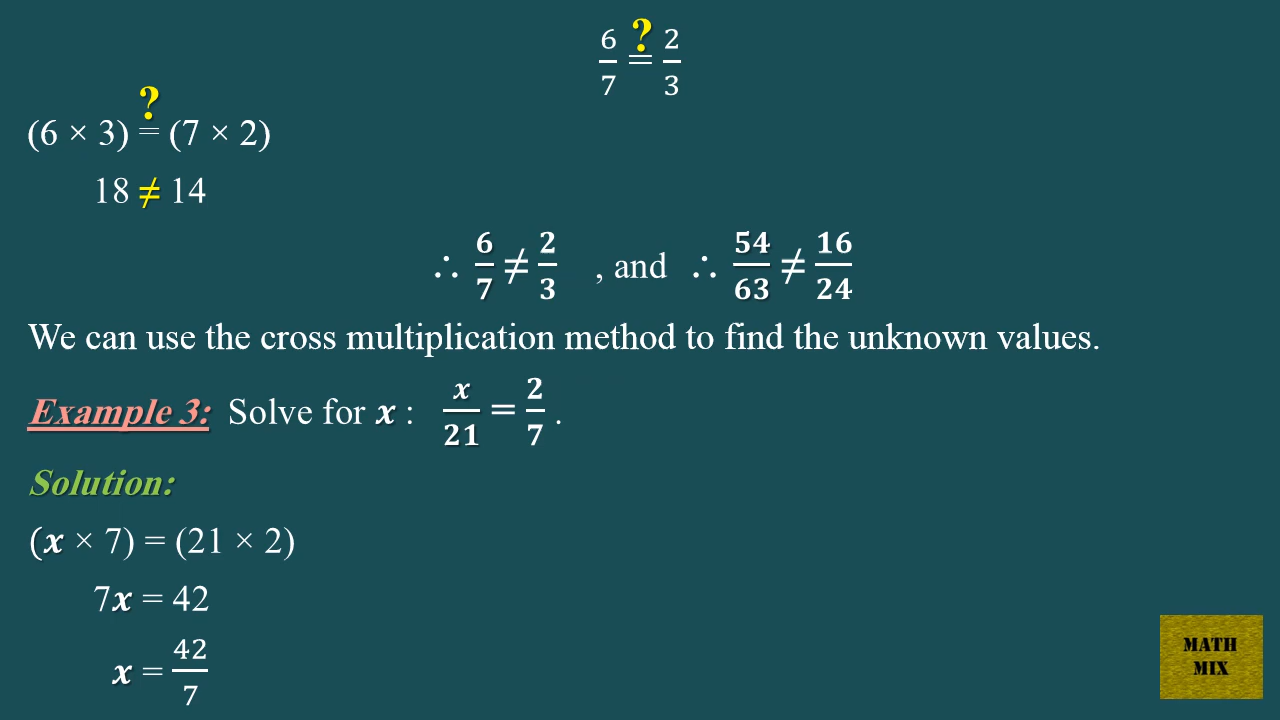 6/7 =? 2/3
(6 × 3) =? (7 × 2)
18 ≠ 14
∴ 6/7 ≠ 2/3 , and ∴ 54/63 ≠ 16/24
We can use the cross multiplication method to find the unknown values.
Example 3: Solve for x : x/21 = 2/7 .
Solution:
(x × 7) = (21 × 2)
7x = 42
x = 42/7
MATH
MIX